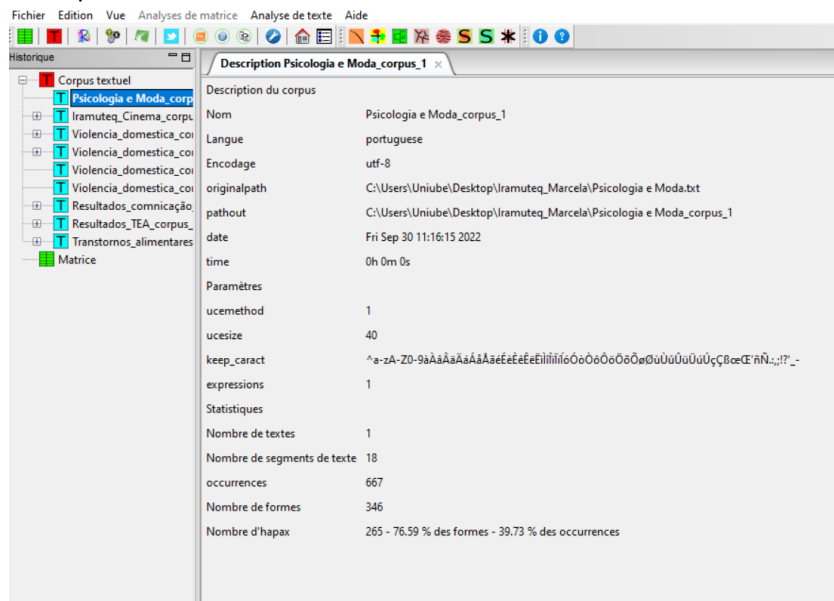 Fichier Edition Vue Analyses de matrice Analyse de texte Aide
Historique
Corpus textuel
Psicologia e Moda_corp
Iramuteq_Cinema_corpu
Violencia_domestica_co
Violencia_domestica_co
Violencia_domestica_co
Violencia_domestica_co
Resultados_comnicação_
Resultados_TEA_corpus_
Transtornos_alimentares
Matrice
Description Psicologia e Moda_corpus_1
Description du corpus
Nom Psicologia e Moda_corpus_1
Langue portuguese
Encodage utf-8
originalpath C:\Users\Uniube\Desktop\Iramuteq_Marcela\Psicologia e Moda.txt
pathout C:\Users\Uniube\Desktop\Iramuteq_Marcela\Psicologia e Moda_corpus_1
date Fri Sep 30 11:16:15 2022
time 0h 0m 0s
Paramètres
ucemethod 1
ucesize 40
keep_caract ^a-zA-Z0-9àÀâÂäÄáÁåÅãéÉèÈêÊëËìÌîÎïÏíÍóÓòÒôÔöÖõÕøØùÙûÛüÜúÚçÇßœŒ'ñÑ.:,;!?'_-
expressions 1
Statistiques
Nombre de textes 1
Nombre de segments de texte 18
occurrences 667
Nombre de formes 346
Nombre d'hapax 265 - 76.59 % des formes - 39.73 % des occurrences